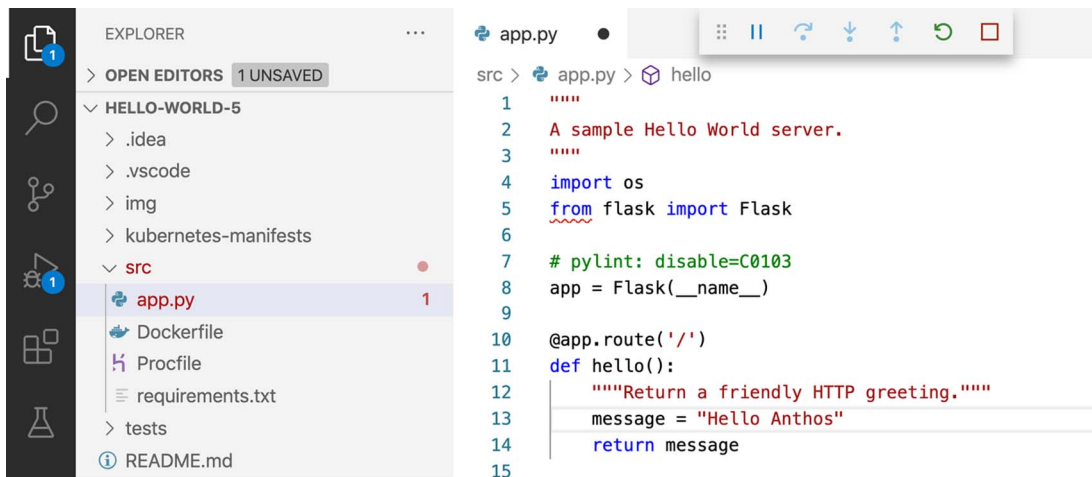 EXPLORER
OPEN EDITORS 1 UNSAVED
HELLO-WORLD-5
.idea
.vscode
img
kubernetes-manifests
src
app.py 1
Dockerfile
Procfile
requirements.txt
tests
README.md
1
1
app.py
src > app.py > hello
1 """
2 A sample Hello World server.
3 """
4 import os
5 from flask import Flask
6
7 # pylint: disable=C0103
8 app = Flask(__name__)
9
10 @app.route('/')
11 def hello():
12 """Return a friendly HTTP greeting."""
13 message = "Hello Anthos"
14 return message
15